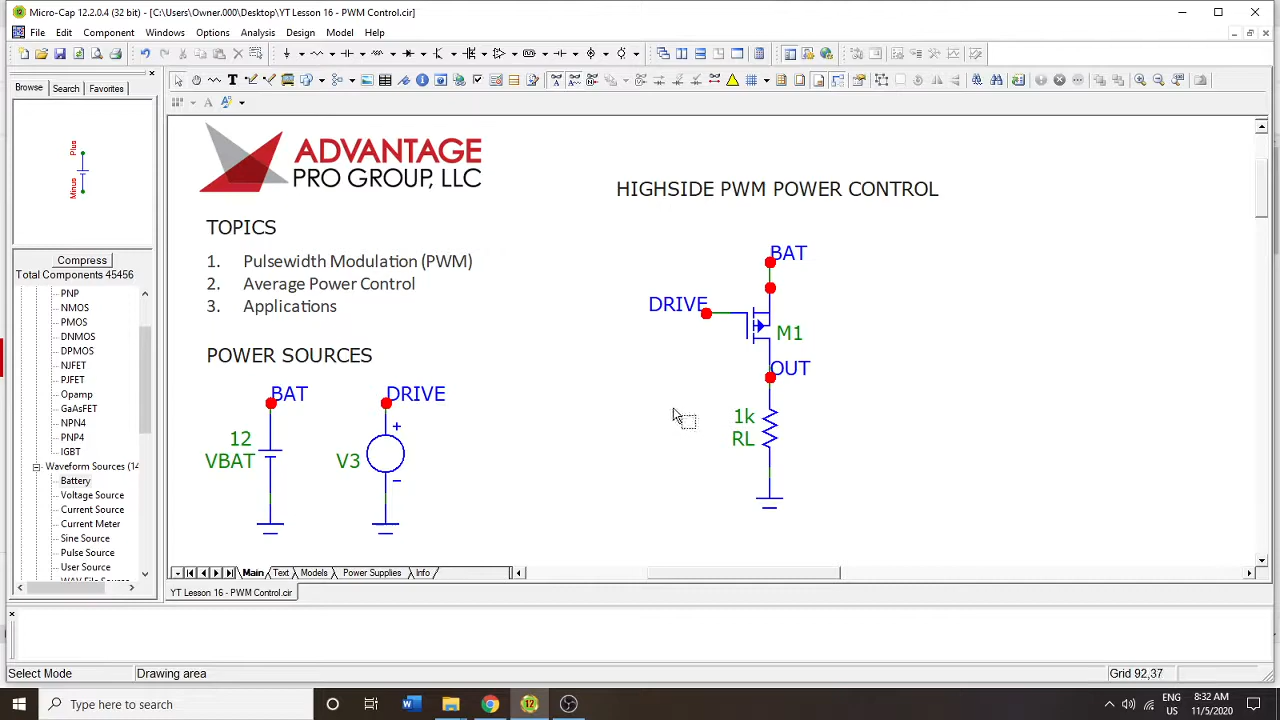 Micro-Cap 12.2.0.4 (32 bit) - [C:\Users\Owner.000\Desktop\YT Lesson 16 - PWM Control.cir]
File Edit Component Windows Options Analysis Design Model Help
Browse Search Favorites
Plus
Minus
Compress
Total Components 45456
PNP
NMOS
PMOS
DNMOS
DPMOS
NJFET
PJFET
Opamp
GaAsFET
NPN4
PNP4
IGBT
Waveform Sources (14
Battery
Voltage Source
Current Source
Current Meter
Sine Source
Pulse Source
User Source
ADVANTAGE
PRO GROUP, LLC
TOPICS
1. Pulsewidth Modulation (PWM)
2. Average Power Control
3. Applications
POWER SOURCES
BAT
12
VBAT
DRIVE
+
V3
-
HIGHSIDE PWM POWER CONTROL
BAT
DRIVE
M1
OUT
1k
RL
Main Text Models Power Supplies Info
YT Lesson 16 - PWM Control.cir
Select Mode Drawing area Grid 92,37
Type here to search
ENG
US
8:32 AM
11/5/2020